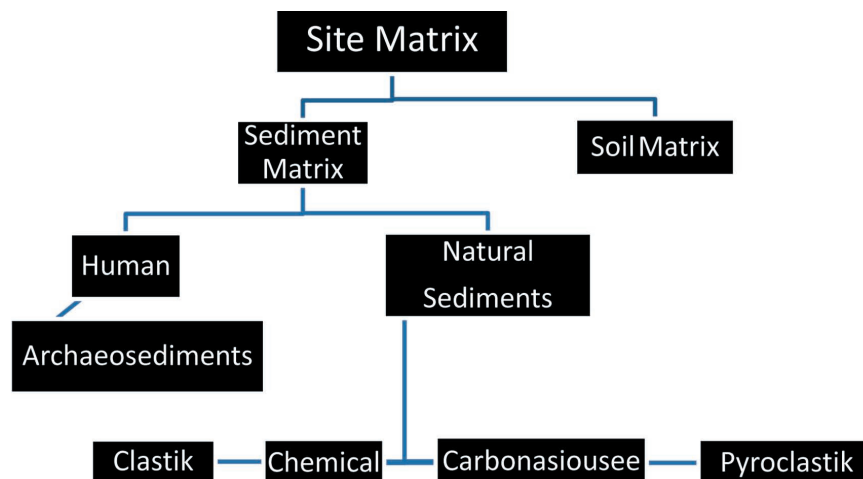 Site Matrix
Sediment
Matrix
Soil Matrix
Human
Natural
Sediments
Archaeosediments
Clastik
Chemical
Carbonasiousee
Pyroclastik